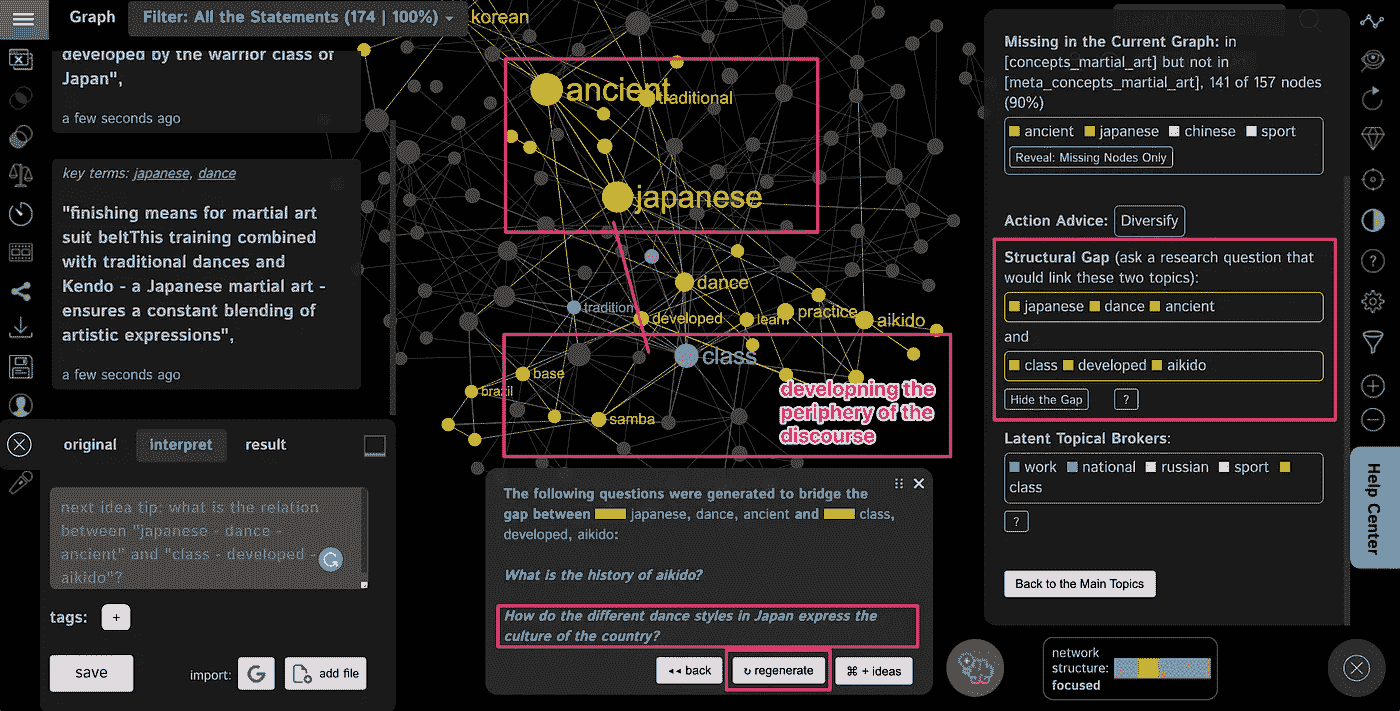 Graph
Filter: All the Statements (174 | 100%)
developed by the warrior class of
Japan",
a few seconds ago
key terms: japanese, dance
"finishing means for martial art
suit beltThis training combined
with traditional dances and
Kendo - a Japanese martial art -
ensures a constant blending of
artistic expressions",
a few seconds ago
original
interpret
result
next idea tip: what is the relation
between "japanese - dance -
ancient" and "class - developed -
aikido"?
tags:
+
save
import:
G
add file
korean
ancient
traditional
japanese
dance
tradition
developed
learn
practice
aikido
class
base
brazil
samba
developning the
periphery of the
discourse
The following questions were generated to bridge the
gap between japanese, dance, ancient and class,
developed, aikido:
What is the history of aikido?
How do the different dance styles in Japan express the
culture of the country?
◂◂ back
↻ regenerate
⌘ + ideas
Missing in the Current Graph: in
[concepts_martial_art] but not in
[meta_concepts_martial_art], 141 of 157 nodes
(90%)
ancient japanese chinese sport
Reveal: Missing Nodes Only
Action Advice: Diversify
Structural Gap (ask a research question that
would link these two topics):
japanese dance ancient
and
class developed aikido
Hide the Gap ?
Latent Topical Brokers:
work national russian sport
class
?
Back to the Main Topics
network
structure:
focused
Help Center